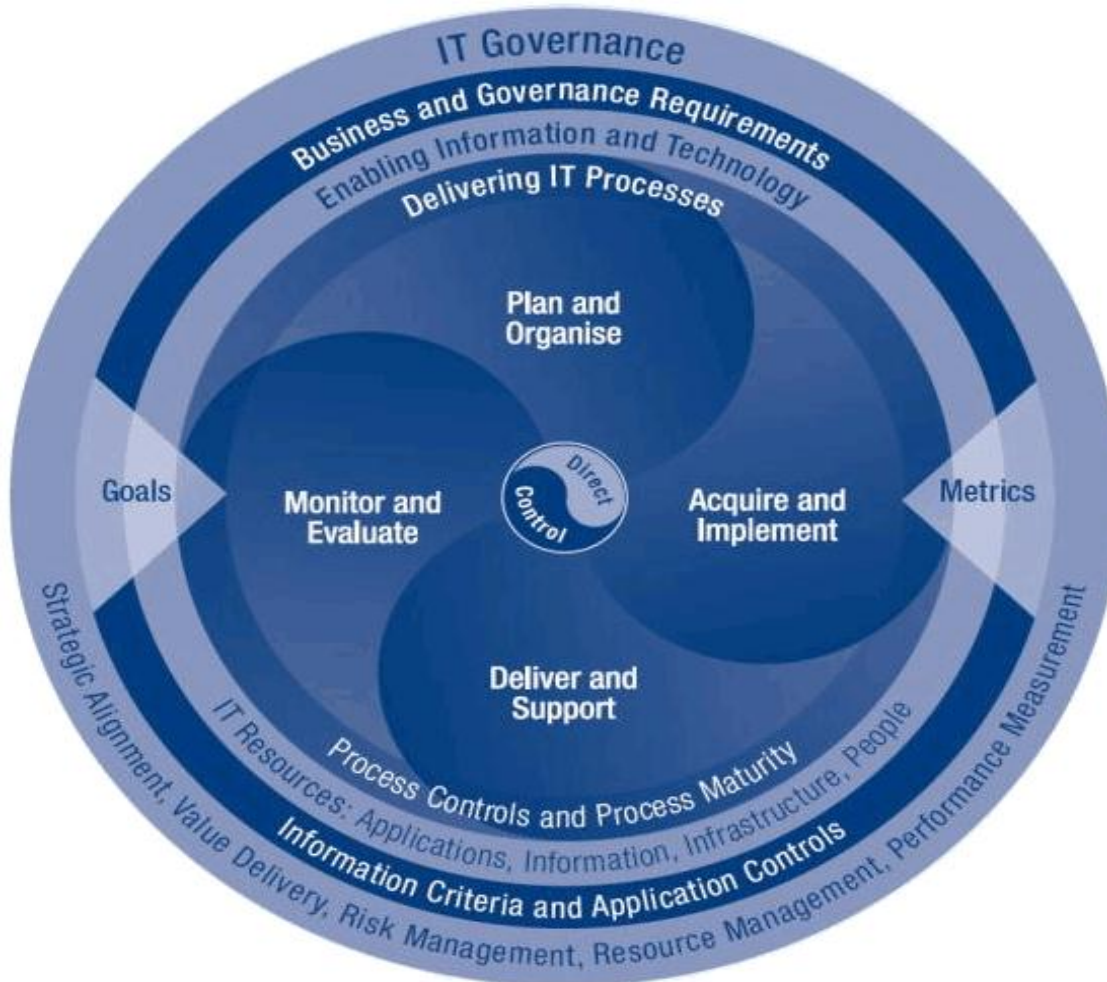 IT Governance
Business and Governance Requirements
Enabling Information and Technology
Delivering IT Processes
Plan and
Organise
Direct
Control
Goals
Monitor and
Evaluate
Acquire and
Implement
Metrics
Deliver and
Support
Process Controls and Process Maturity
IT Resources: Applications, Information, Infrastructure, People
Information Criteria and Application Controls
Strategic Alignment, Value Delivery, Risk Management, Resource Management, Performance Measurement